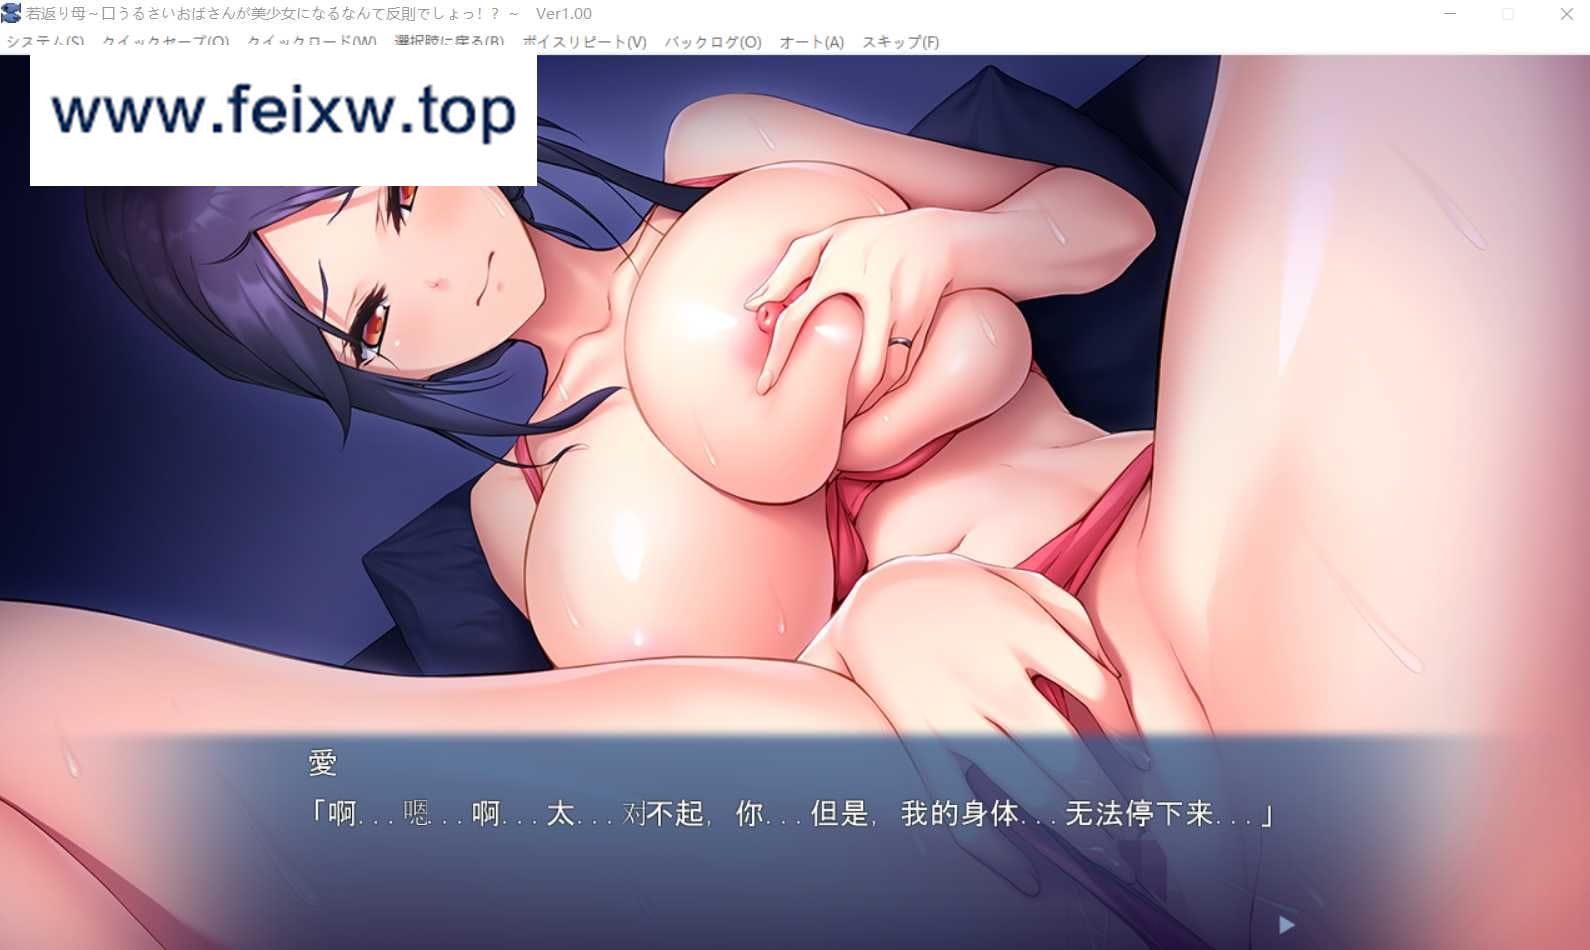 若返り母～口うるさいおばさんが美少女になるなんて反則でしょっ！？～ Ver1.00
システム(S) クイックセーブ(Q) クイックロード(W) 選択肢に戻る(B) ボイスリピート(V) バックログ(O) オート(A) スキップ(F)
www.feixw.top
愛
「啊...嗯...啊...太...对不起, 你...但是, 我的身体...无法停下来...」